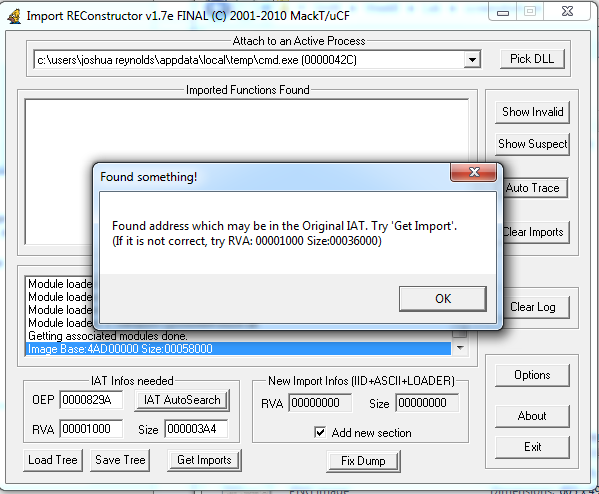 Import REConstructor v1.7e FINAL (C) 2001-2010 MackT/uCF
Attach to an Active Process
c:\users\joshua reynolds\appdata\local\temp\cmd.exe (0000042C)
Pick DLL
Imported Functions Found
Show Invalid
Show Suspect
Auto Trace
Clear Imports
Found something!
Found address which may be in the Original IAT. Try 'Get Import'.
(If it is not correct, try RVA: 00001000 Size:00036000)
OK
Module loade
Module loade
Module loade
Module loade
Getting associated modules done.
Image Base:4AD00000 Size:00058000
Clear Log
IAT Infos needed
OEP 0000829A IAT AutoSearch
RVA 00001000 Size 000003A4
New Import Infos (IID+ASCII+LOADER)
RVA 00000000 Size 00000000
Add new section
Options
About
Exit
Load Tree Save Tree Get Imports Fix Dump